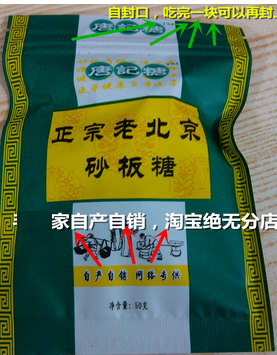 自封口，吃完一块可以再封
唐記糖
唐記糖
正宗老北京
砂板糖
家自产自销，淘宝绝无分店
自产自销 网络专供
净含量：50克